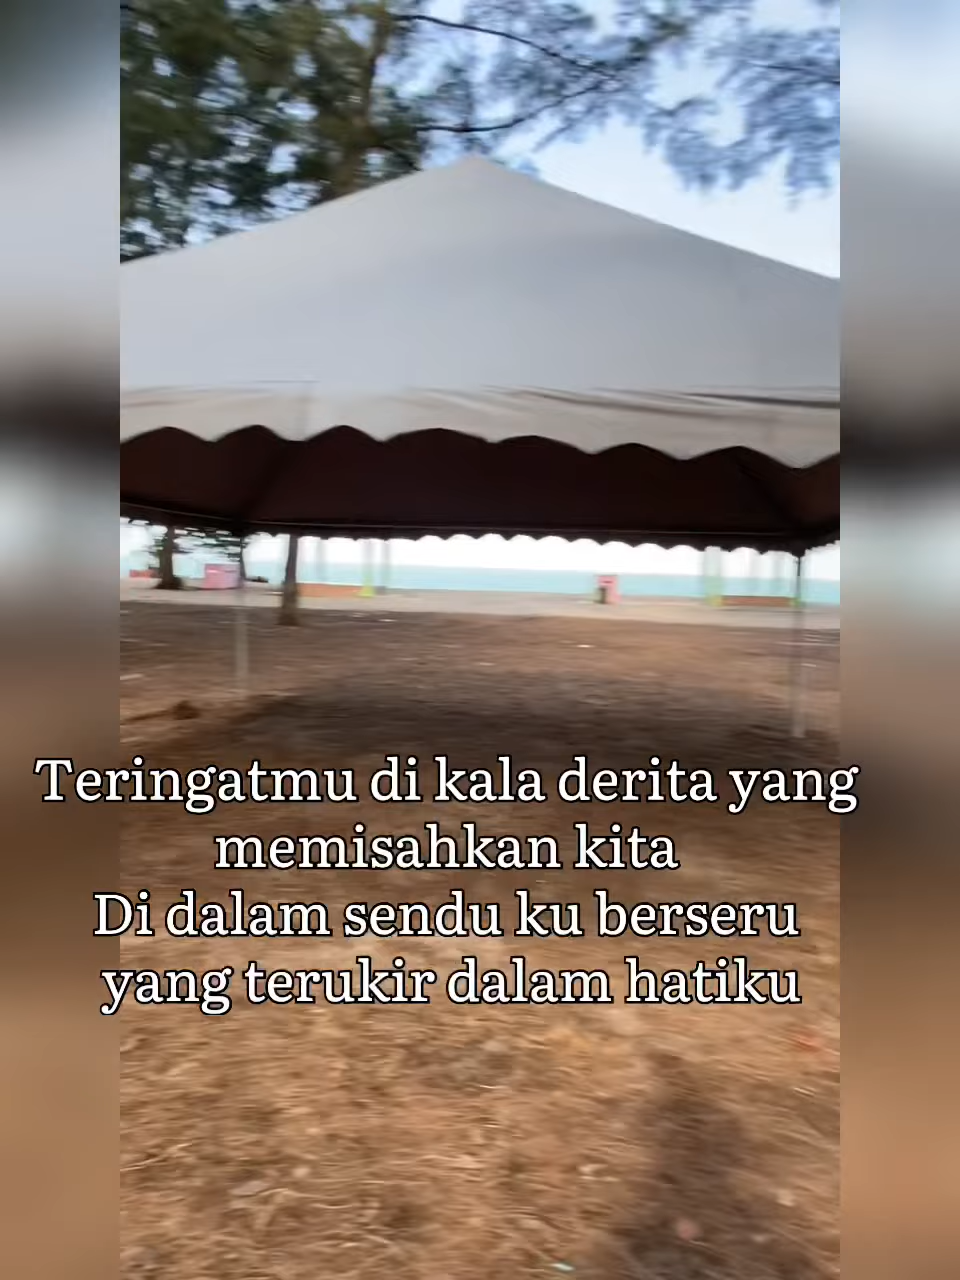 Teringatmu di kala derita yang
memisahkan kita
Di dalam sendu ku berseru
yang terukir dalam hatiku